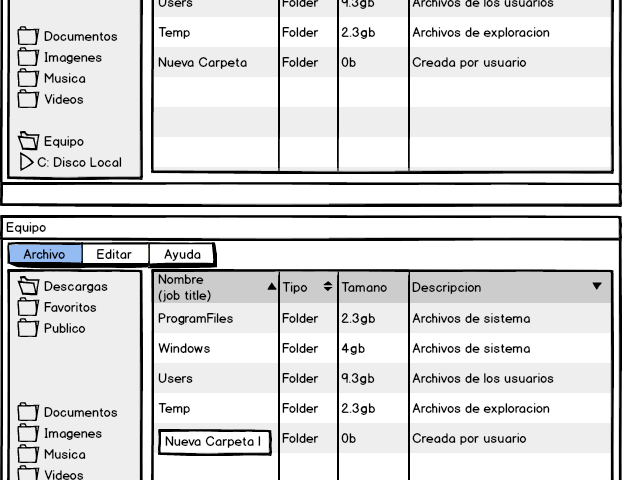 Users Folder 9.3gb Archivos de los usuarios
Documentos Temp Folder 2.3gb Archivos de exploracion
Imagenes Nueva Carpeta Folder 0b Creada por usuario
Musica
Videos
Equipo
C: Disco Local
Equipo
Archivo Editar Ayuda
Descargas Nombre Tipo Tamano Descripcion
(job title)
Favoritos ProgramFiles Folder 2.3gb Archivos de sistema
Publico
Windows Folder 4gb Archivos de sistema
Users Folder 9.3gb Archivos de los usuarios
Documentos Temp Folder 2.3gb Archivos de exploracion
Imagenes Nueva Carpeta I Folder 0b Creada por usuario
Musica
Videos